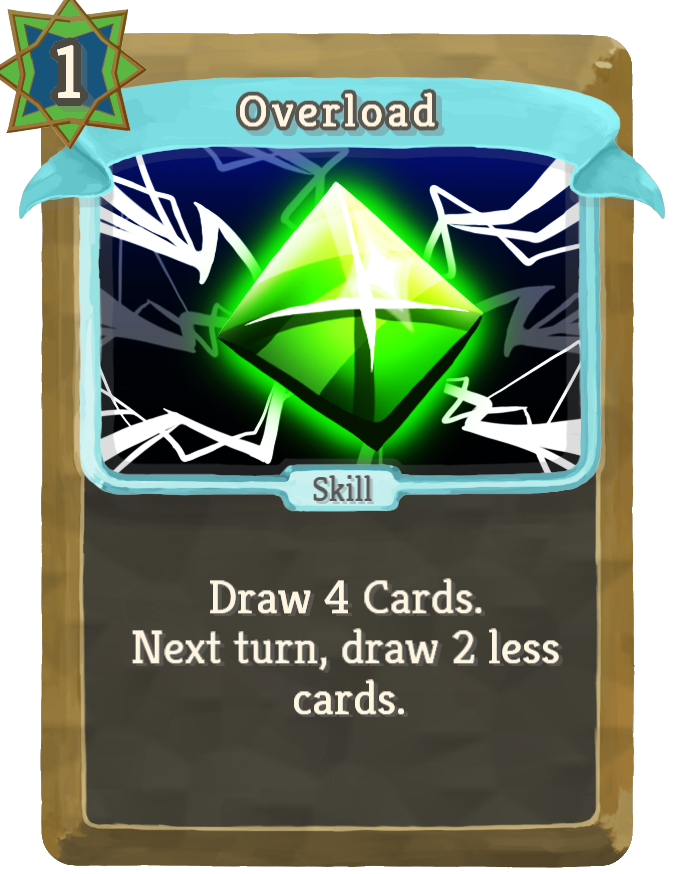 1
Overload
Skill
Draw 4 Cards.
Next turn, draw 2 less
cards.